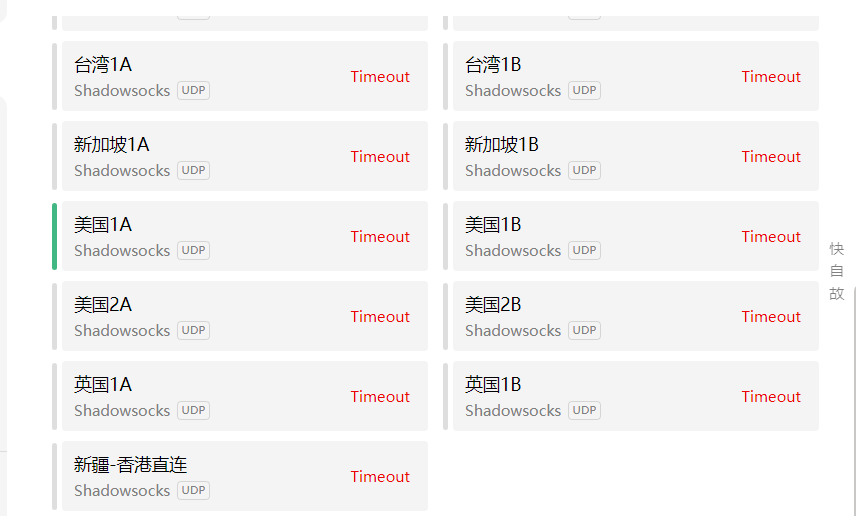 台湾1A
Shadowsocks UDP
Timeout
台湾1B
Shadowsocks UDP
Timeout
新加坡1A
Shadowsocks UDP
Timeout
新加坡1B
Shadowsocks UDP
Timeout
美国1A
Shadowsocks UDP
Timeout
美国1B
Shadowsocks UDP
Timeout
美国2A
Shadowsocks UDP
Timeout
美国2B
Shadowsocks UDP
Timeout
英国1A
Shadowsocks UDP
Timeout
英国1B
Shadowsocks UDP
Timeout
新疆-香港直连
Shadowsocks UDP
Timeout
快
自
故